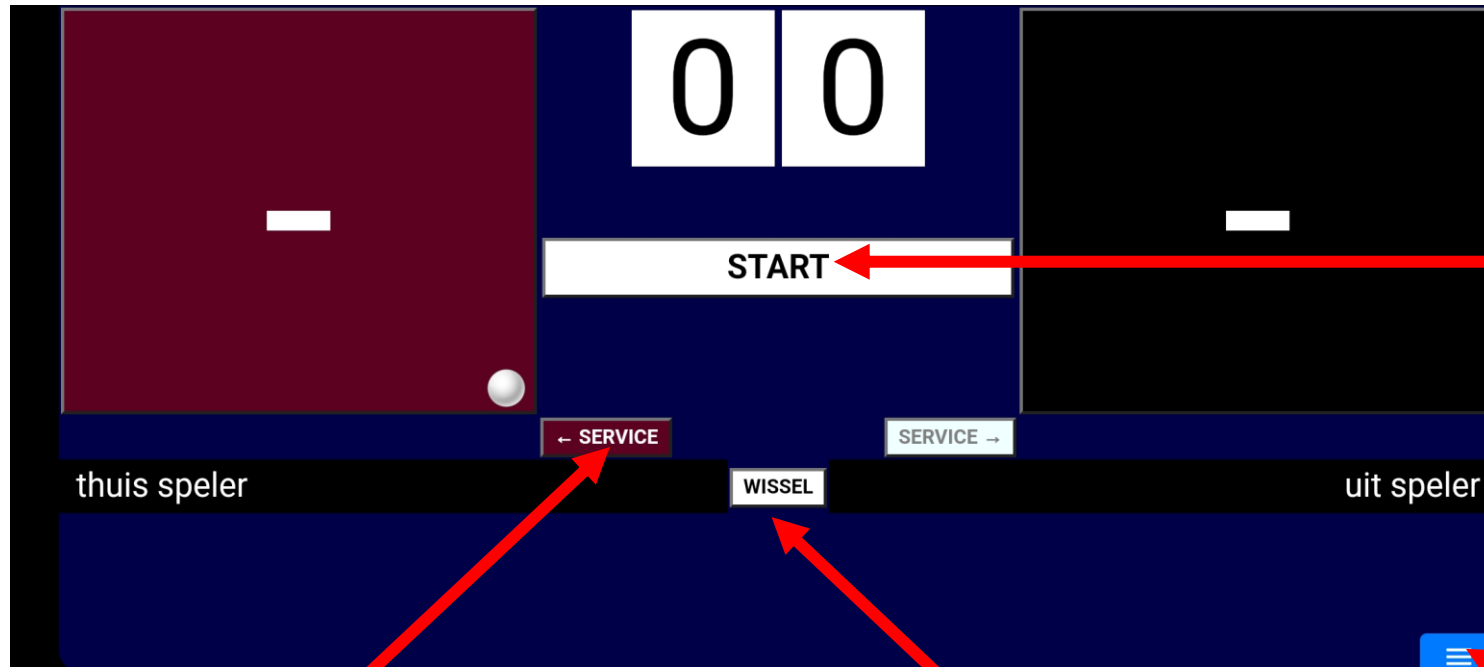 0 0
START
← SERVICE
SERVICE →
thuis speler
WISSEL
uit speler